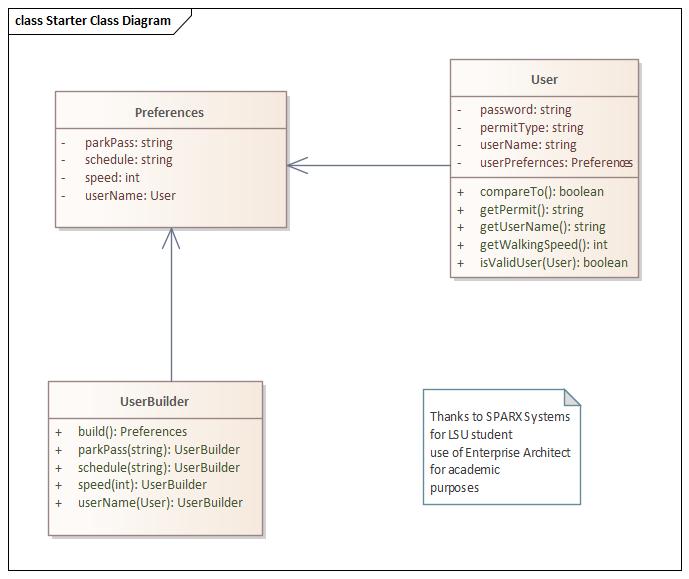 class Starter Class Diagram
Preferences
- parkPass: string
- schedule: string
- speed: int
- userName: User
User
- password: string
- permitType: string
- userName: string
- userPrefernces: Preferences
+ compareTo(): boolean
+ getPermit(): string
+ getUserName(): string
+ getWalkingSpeed(): int
+ isValidUser(User): boolean
UserBuilder
+ build(): Preferences
+ parkPass(string): UserBuilder
+ schedule(string): UserBuilder
+ speed(int): UserBuilder
+ userName(User): UserBuilder
Thanks to SPARX Systems
for LSU student
use of Enterprise Architect
for academic
purposes